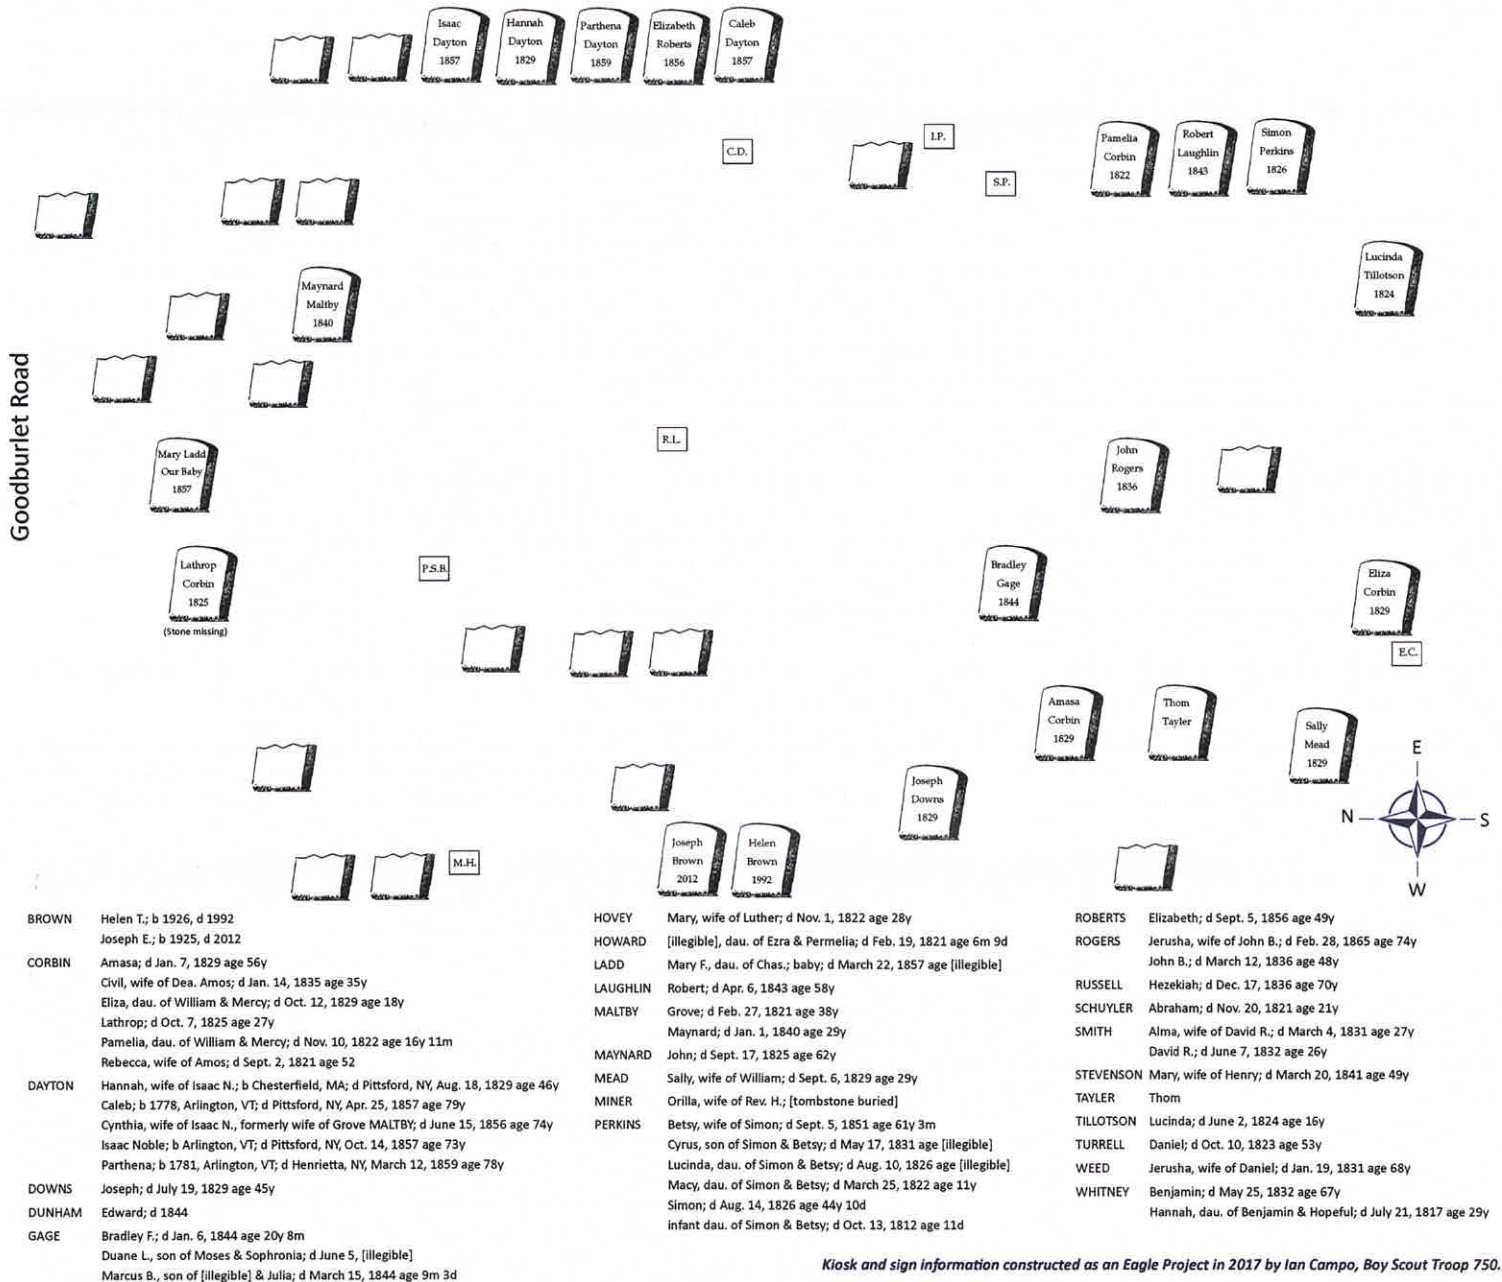 Isaac
Dayton
1857
Hannah
Dayton
1829
Parthena
Dayton
1859
Elizabeth
Roberts
1856
Caleb
Dayton
1857
C.D.
I.P.
S.P.
Pamelia
Corbin
1822
Robert
Laughlin
1843
Simon
Perkins
1826
Lucinda
Tillotson
1824
Maynard
Maltby
1840
Goodburlet Road
Mary Ladd
Our Baby
1857
R.L.
John
Rogers
1836
Lathrop
Corbin
1825
(Stone missing)
P.S.B.
Bradley
Gage
1844
Eliza
Corbin
1829
E.C.
Amasa
Corbin
1829
Thom
Tayler
Sally
Mead
1829
Joseph
Downs
1829
E
N
S
W
M.H.
Joseph
Brown
2012
Helen
Brown
1992
BROWN Helen T.; b 1926, d 1992
Joseph E.; b 1925, d 2012
CORBIN Amasa; d Jan. 7, 1829 age 56y
Civil, wife of Dea. Amos; d Jan. 14, 1835 age 35y
Eliza, dau. of William & Mercy; d Oct. 12, 1829 age 18y
Lathrop; d Oct. 7, 1825 age 27y
Pamelia, dau. of William & Mercy; d Nov. 10, 1822 age 16y 11m
Rebecca, wife of Amos; d Sept. 2, 1821 age 52
DAYTON Hannah, wife of Isaac N.; b Chesterfield, MA; d Pittsford, NY, Aug. 18, 1829 age 46y
Caleb; b 1778, Arlington, VT; d Pittsford, NY, Apr. 25, 1857 age 79y
Cynthia, wife of Isaac N., formerly wife of Grove MALTBY; d June 15, 1856 age 74y
Isaac Noble; b Arlington, VT; d Pittsford, NY, Oct. 14, 1857 age 73y
Parthena; b 1781, Arlington, VT; d Henrietta, NY, March 12, 1859 age 78y
DOWNS Joseph; d July 19, 1829 age 45y
DUNHAM Edward; d 1844
GAGE Bradley F.; d Jan. 6, 1844 age 20y 8m
Duane L., son of Moses & Sophronia; d June 5, [illegible]
Marcus B., son of [illegible] & Julia; d March 15, 1844 age 9m 3d
HOVEY Mary, wife of Luther; d Nov. 1, 1822 age 28y
HOWARD [illegible], dau. of Ezra & Permelia; d Feb. 19, 1821 age 6m 9d
LADD Mary F., dau. of Chas.; baby; d March 22, 1857 age [illegible]
LAUGHLIN Robert; d Apr. 6, 1843 age 58y
MALTBY Grove; d Feb. 27, 1821 age 38y
Maynard; d Jan. 1, 1840 age 29y
MAYNARD John; d Sept. 17, 1825 age 62y
MEAD Sally, wife of William; d Sept. 6, 1829 age 29y
MINER Orilla, wife of Rev. H.; [tombstone buried]
PERKINS Betsy, wife of Simon; d Sept. 5, 1851 age 61y 3m
Cyrus, son of Simon & Betsy; d May 17, 1831 age [illegible]
Lucinda, dau. of Simon & Betsy; d Aug. 10, 1826 age [illegible]
Macy, dau. of Simon & Betsy; d March 25, 1822 age 11y
Simon; d Aug. 14, 1826 age 44y 10d
infant dau. of Simon & Betsy; d Oct. 13, 1812 age 11d
ROBERTS Elizabeth; d Sept. 5, 1856 age 49y
ROGERS Jerusha, wife of John B.; d Feb. 28, 1865 age 74y
John B.; d March 12, 1836 age 48y
RUSSELL Hezekiah; d Dec. 17, 1836 age 70y
SCHUYLER Abraham; d Nov. 20, 1821 age 21y
SMITH Alma, wife of David R.; d March 4, 1831 age 27y
David R.; d June 7, 1832 age 26y
STEVENSON Mary, wife of Henry; d March 20, 1841 age 49y
TAYLER Thom
TILLOTSON Lucinda; d June 2, 1824 age 16y
TURRELL Daniel; d Oct. 10, 1823 age 53y
WEED Jerusha, wife of Daniel; d Jan. 19, 1831 age 68y
WHITNEY Benjamin; d May 25, 1832 age 67y
Hannah, dau. of Benjamin & Hopeful; d July 21, 1817 age 29y
Kiosk and sign information constructed as an Eagle Project in 2017 by Ian Campo, Boy Scout Troop 750.